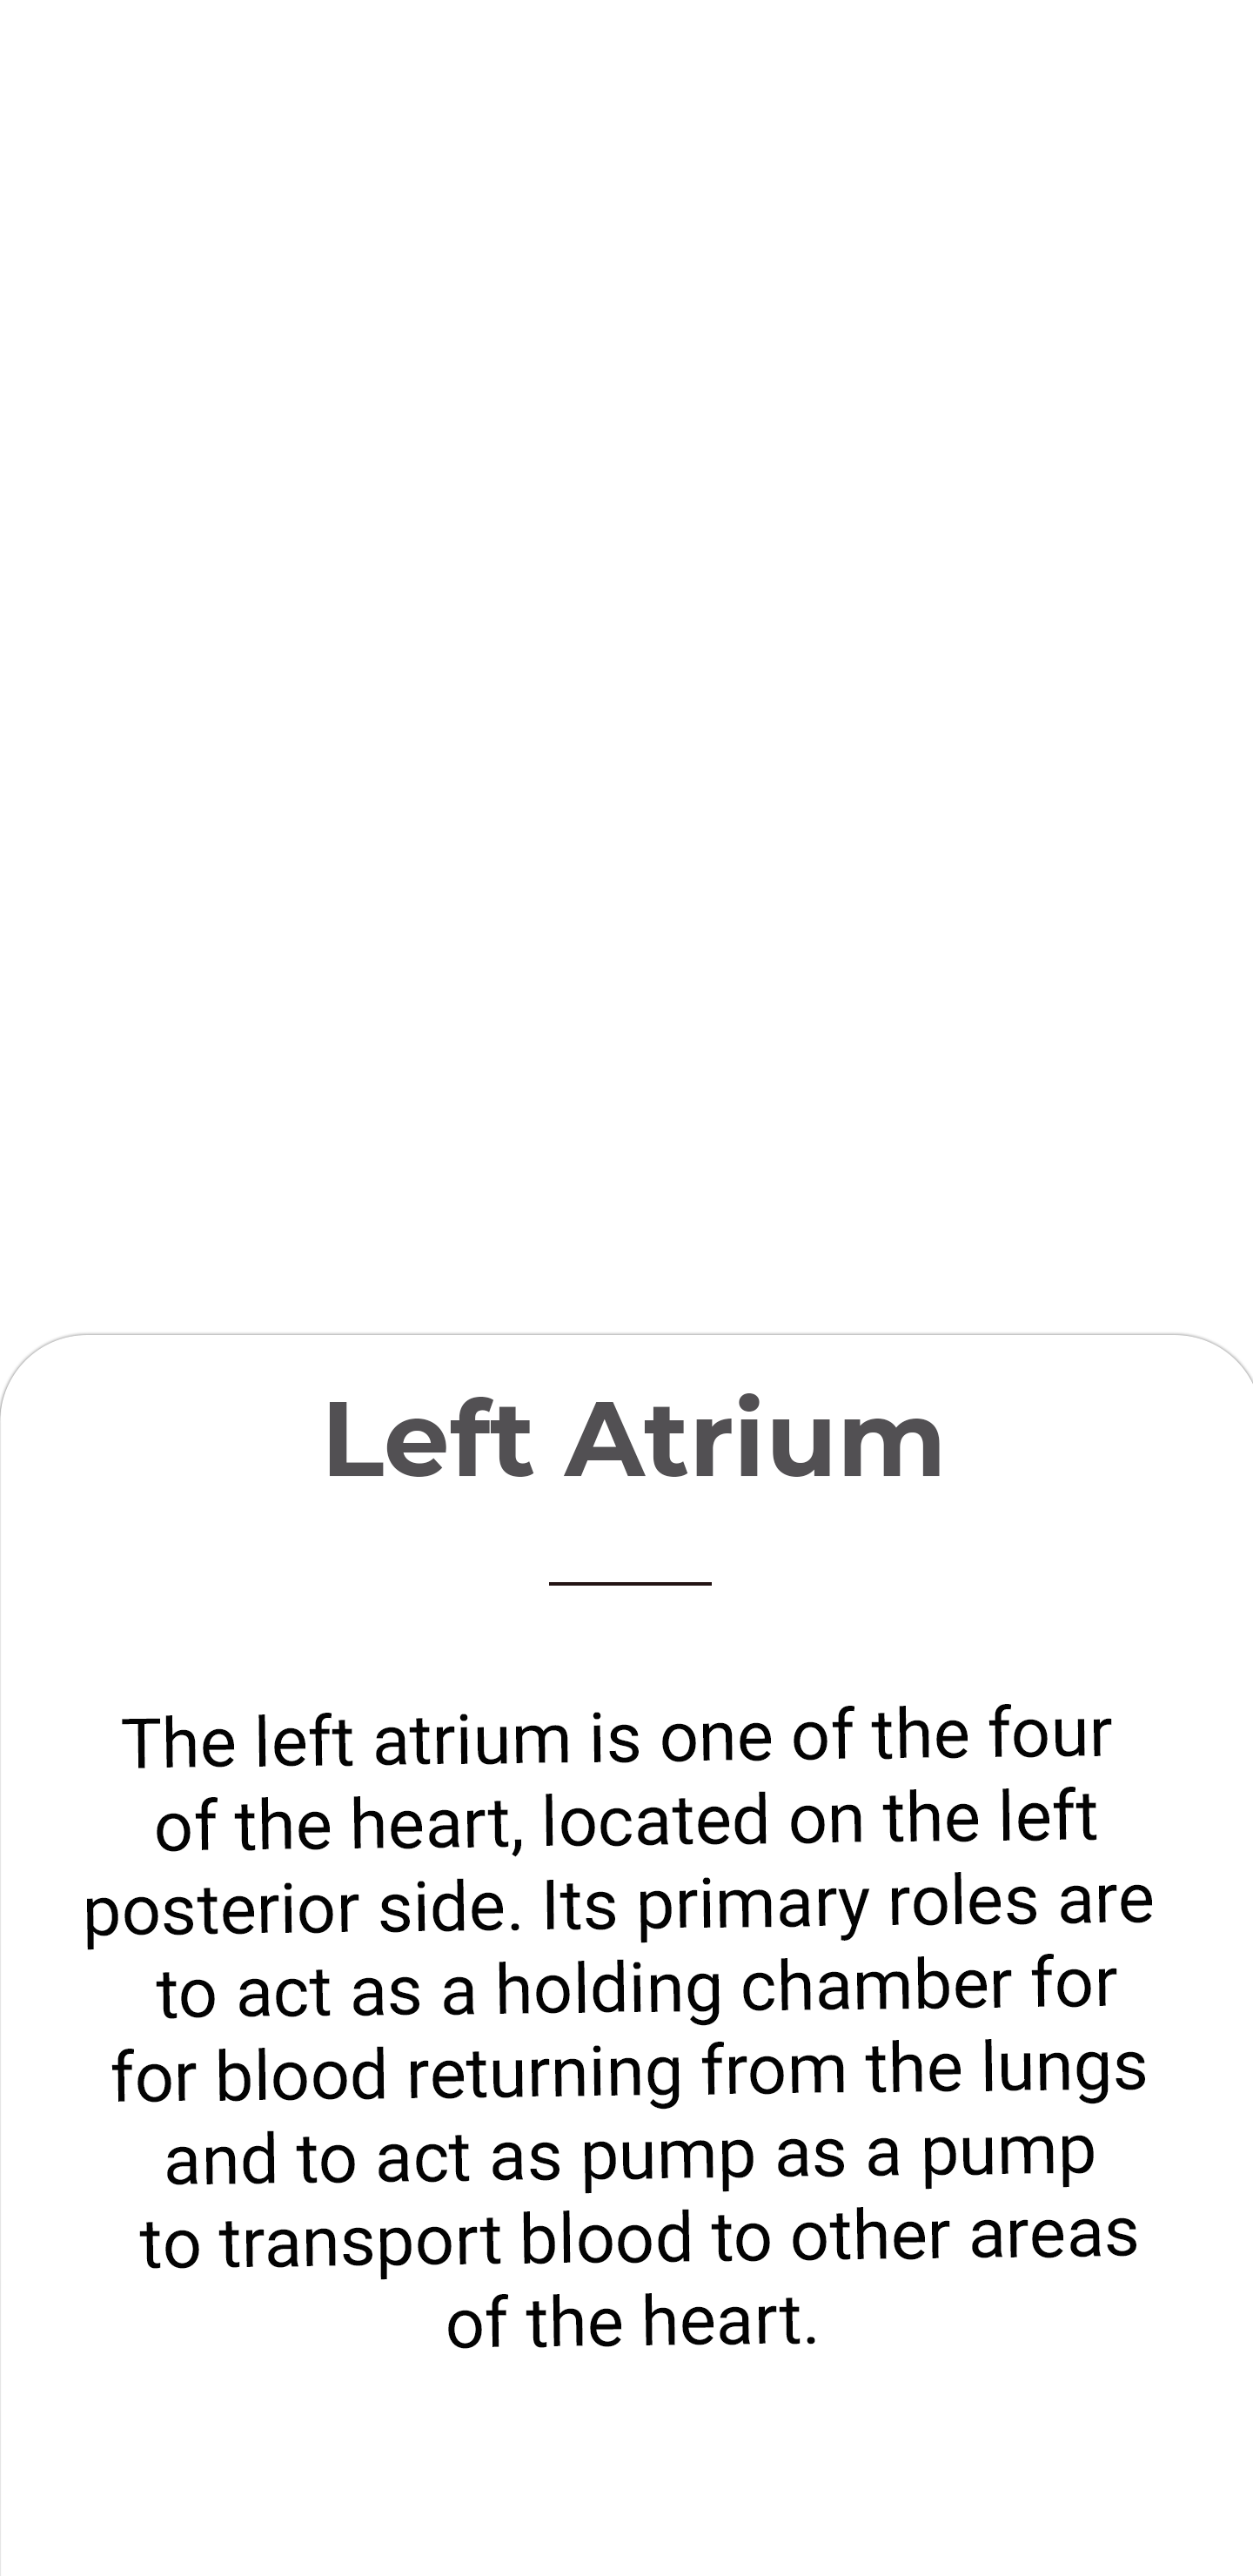 Left Atrium
The left atrium is one of the four
of the heart, located on the left
posterior side. Its primary roles are
to act as a holding chamber for
for blood returning from the lungs
and to act as pump as a pump
to transport blood to other areas
of the heart.